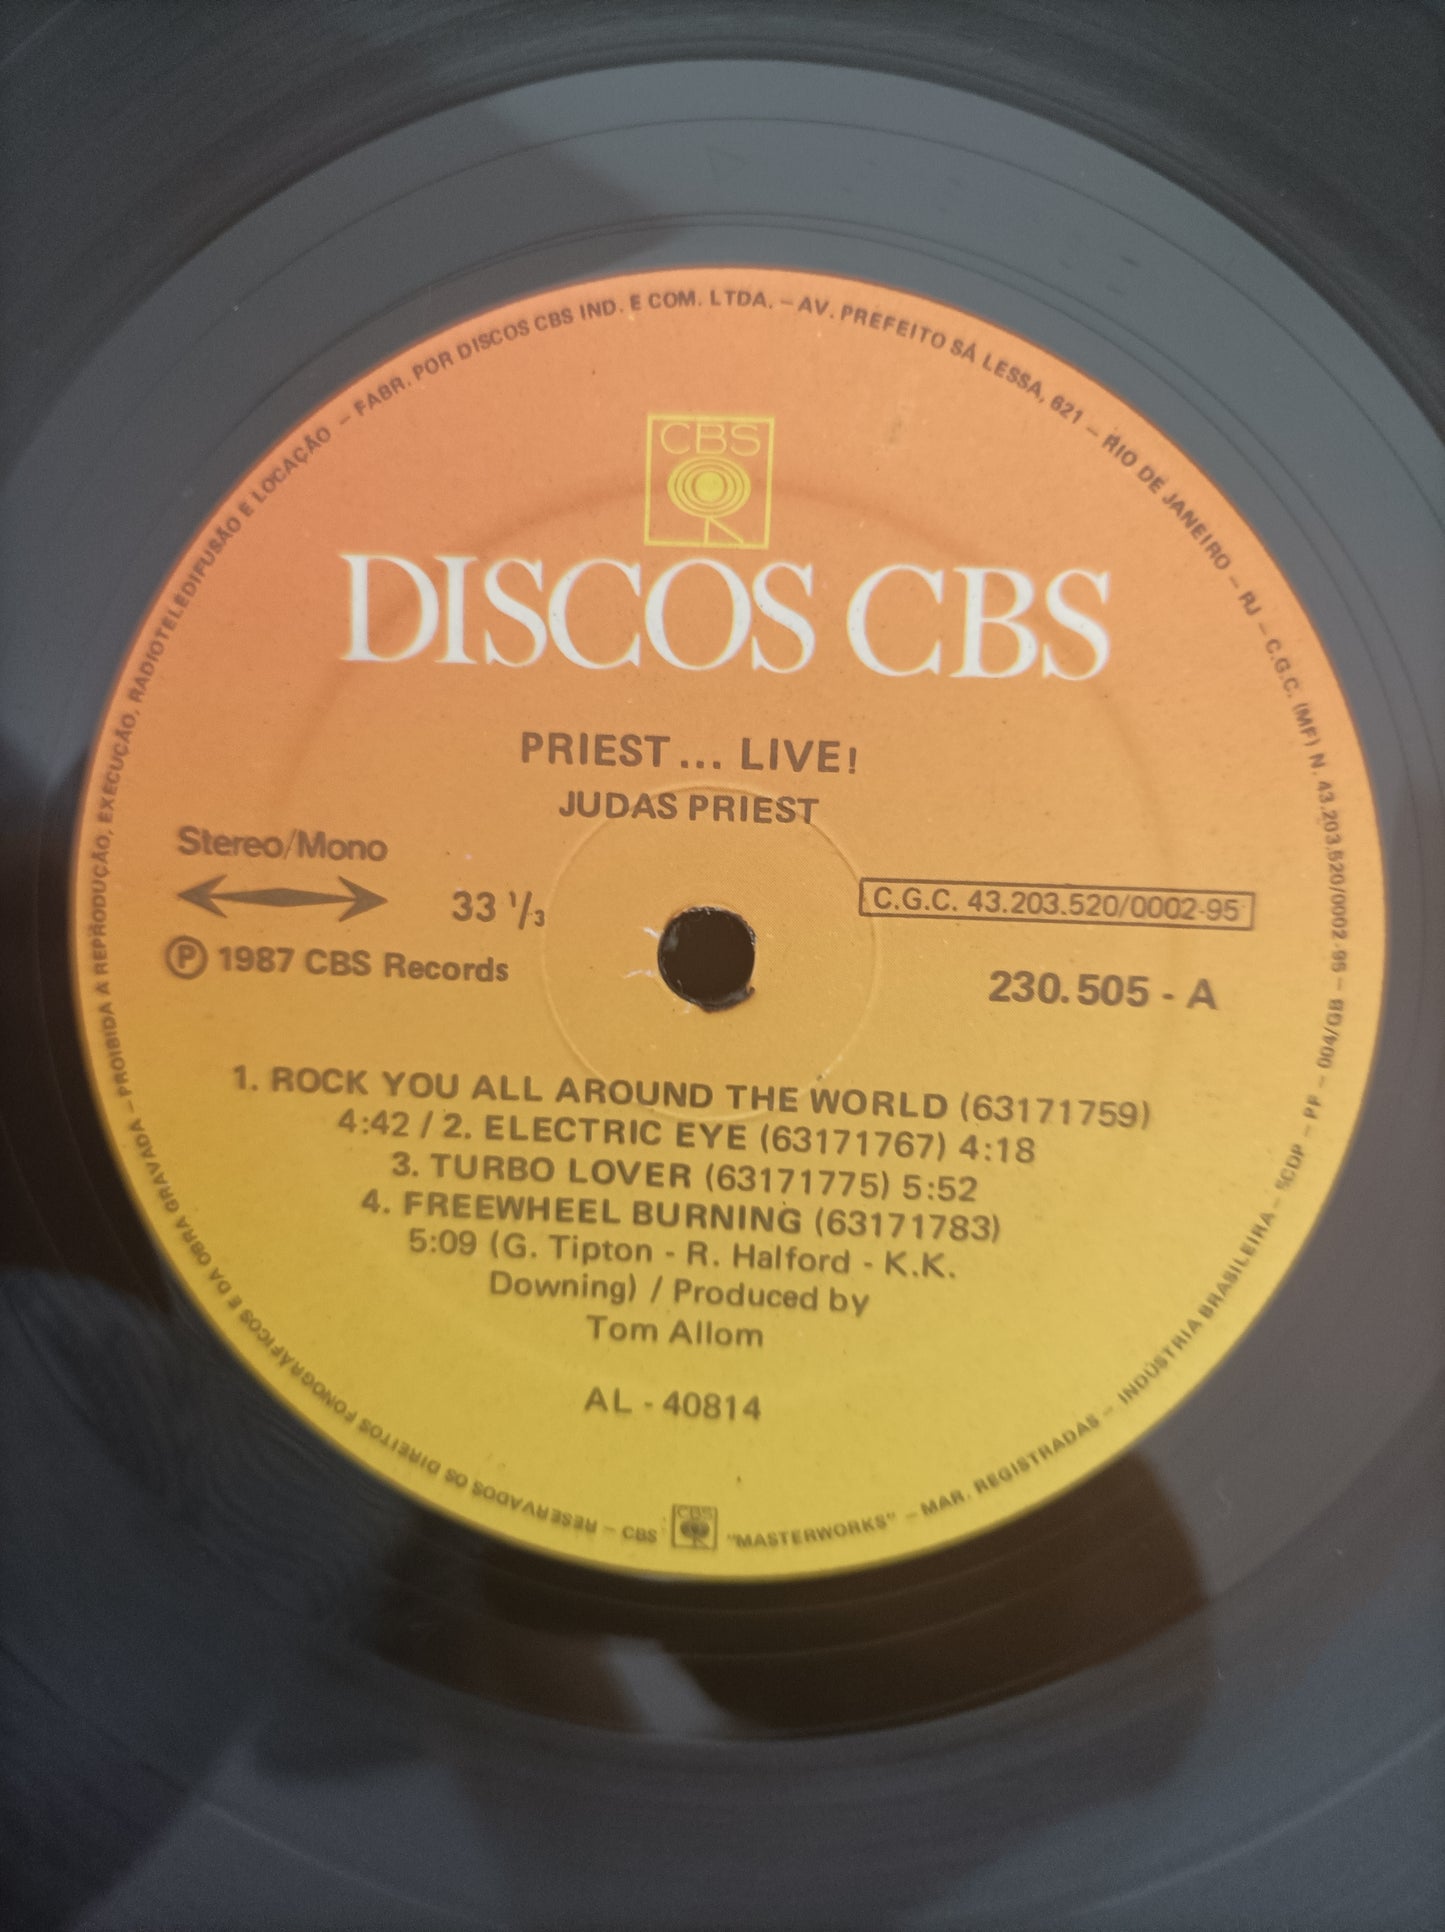 – FABR. POR DISCOS CBS IND. E COM. LTDA. – AV. PREFEITO SÁ LESSA, 621 – RIO DE JANEIRO – RJ – C.G.C. (MF) N. 43.203.520/0002-95 – BO/004 – PF – SCDP – INDÚSTRIA BRASILEIRA – MAR. REGISTRADAS – "MASTERWORKS" CBS
CBS – RESERVADOS OS DIREITOS FONOGRÁFICOS E DA OBRA GRAVADA – PROIBIDA A REPRODUÇÃO, EXECUÇÃO, RADIOTELEDIFUSÃO E LOCAÇÃO
CBS
DISCOS CBS
PRIEST... LIVE!
JUDAS PRIEST
Stereo/Mono
33 1/3
C.G.C. 43.203.520/0002-95
Ⓟ 1987 CBS Records
230.505 - A
1. ROCK YOU ALL AROUND THE WORLD (63171759)
4:42 / 2. ELECTRIC EYE (63171767) 4:18
3. TURBO LOVER (63171775) 5:52
4. FREEWHEEL BURNING (63171783)
5:09 (G. Tipton - R. Halford - K.K.
Downing) / Produced by
Tom Allom
AL - 40814